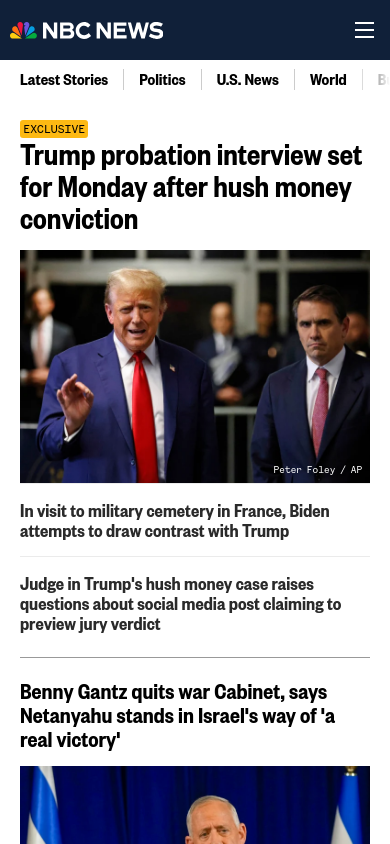 NBC NEWS
Latest Stories
Politics
U.S. News
World
EXCLUSIVE
Trump probation interview set
for Monday after hush money
conviction
Peter Foley / AP
In visit to military cemetery in France, Biden
attempts to draw contrast with Trump
Judge in Trump's hush money case raises
questions about social media post claiming to
preview jury verdict
Benny Gantz quits war Cabinet, says
Netanyahu stands in Israel's way of 'a
real victory'